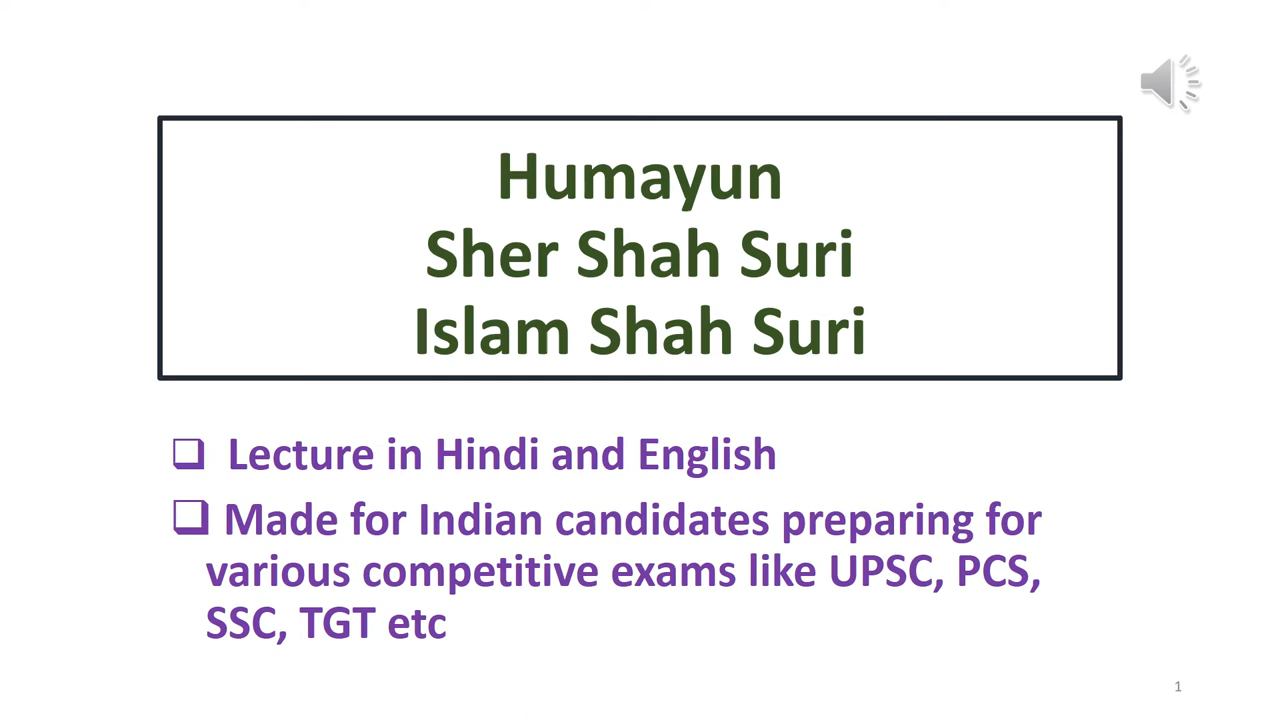 Humayun
Sher Shah Suri
Islam Shah Suri
Lecture in Hindi and English
Made for Indian candidates preparing for
various competitive exams like UPSC, PCS,
SSC, TGT etc
1